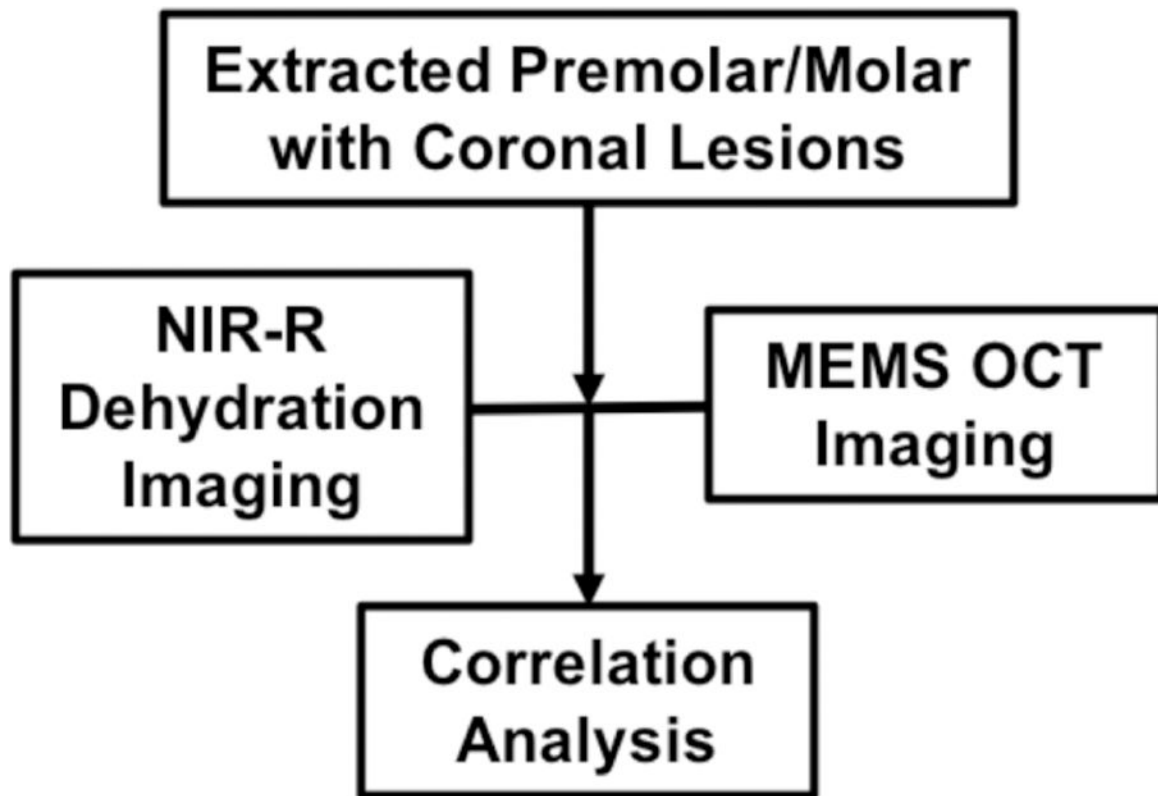 Extracted Premolar/Molar
with Coronal Lesions
NIR-R
Dehydration
Imaging
MEMS OCT
Imaging
Correlation
Analysis